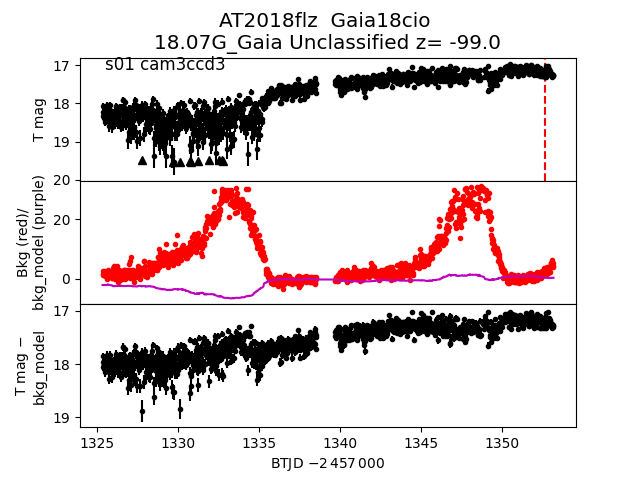 AT2018flz  Gaia18cio
18.07G_Gaia Unclassified z= -99.0
s01 cam3ccd3
T mag
17
18
19
20
Bkg (red)/
bkg_model (purple)
20
0
T mag −
bkg_model
17
18
19
1325
1330
1335
1340
1345
1350
BTJD −2 457 000